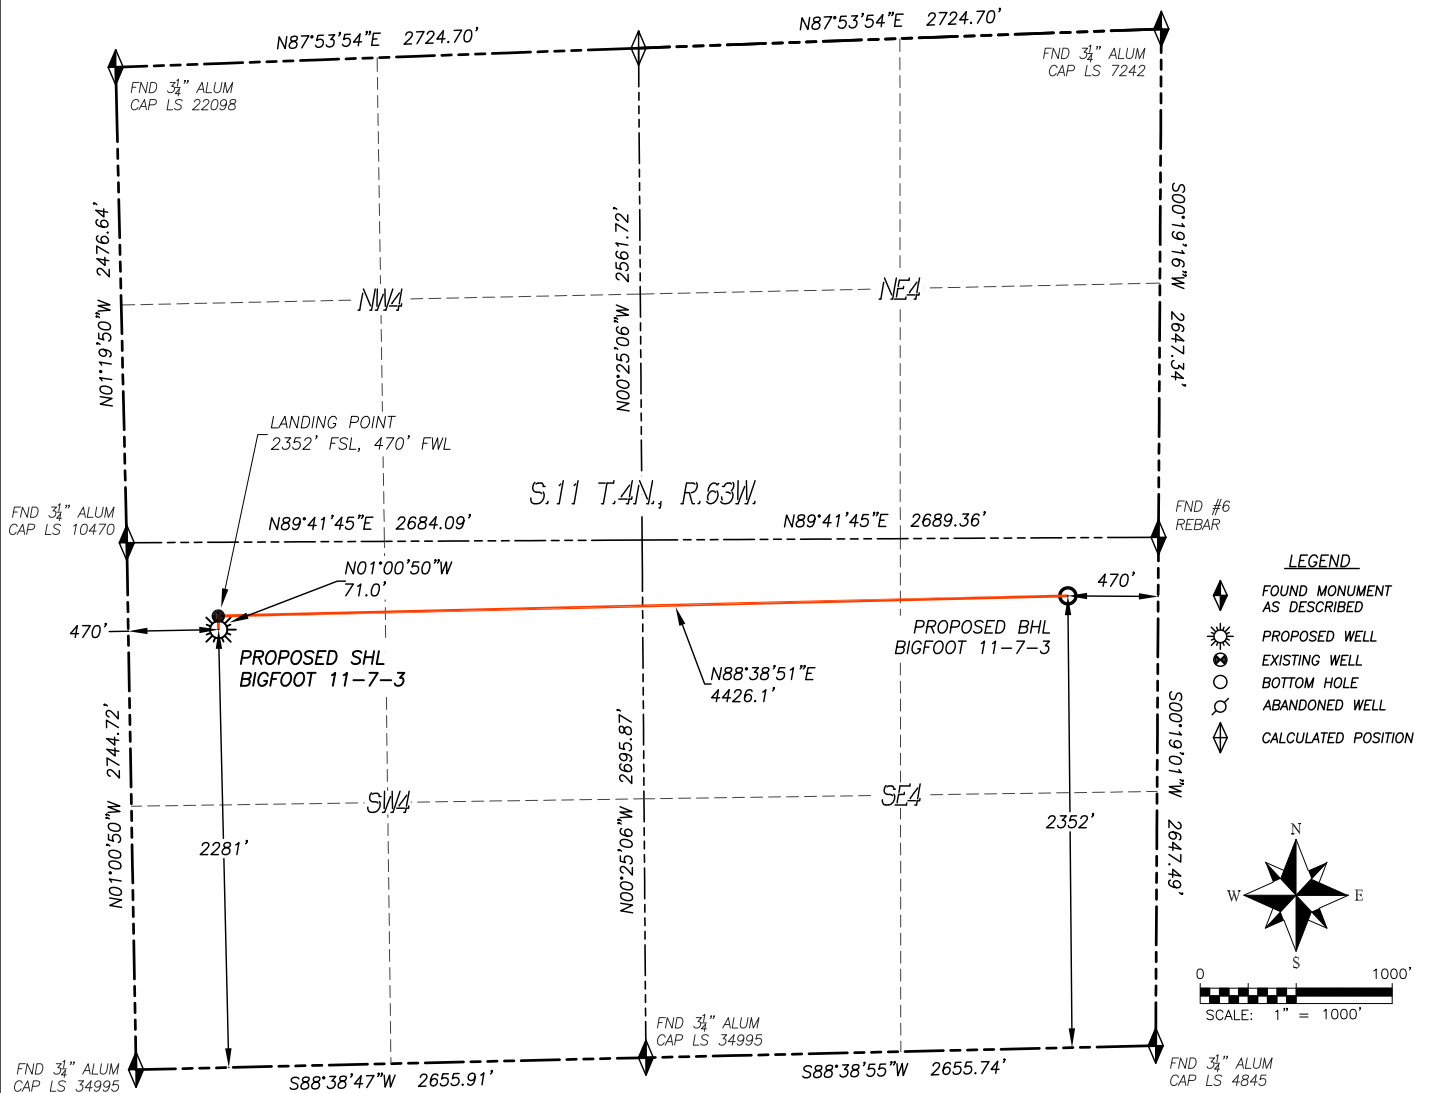 N87°53'54"E 2724.70'
N87°53'54"E 2724.70'
FND 3¼" ALUM
CAP LS 22098
FND 3¼" ALUM
CAP LS 7242
N01°19'50"W 2476.64'
N00°25'06"W 2561.72'
S00°19'16"W 2647.34'
NW4
NE4
LANDING POINT
2352' FSL, 470' FWL
S.11 T.4N., R.63W.
FND 3¼" ALUM
CAP LS 10470
N89°41'45"E 2684.09'
N89°41'45"E 2689.36'
FND #6
REBAR
N01°00'50"W
71.0'
470'
470'
PROPOSED SHL
BIGFOOT 11-7-3
PROPOSED BHL
BIGFOOT 11-7-3
N88°38'51"E
4426.1'
LEGEND
FOUND MONUMENT
AS DESCRIBED
PROPOSED WELL
EXISTING WELL
BOTTOM HOLE
ABANDONED WELL
CALCULATED POSITION
N01°00'50"W 2744.72'
N00°25'06"W 2695.87'
S00°19'01"W 2647.49'
SW4
SE4
2281'
2352'
N
W
E
S
0 1000'
SCALE: 1" = 1000'
FND 3¼" ALUM
CAP LS 34995
FND 3¼" ALUM
CAP LS 34995
FND 3¼" ALUM
CAP LS 4845
S88°38'47"W 2655.91'
S88°38'55"W 2655.74'